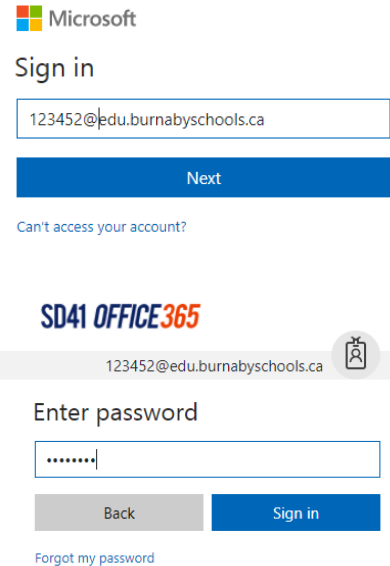 Microsoft
Sign in
123452@edu.burnabyschools.ca
Next
Can't access your account?
SD41 OFFICE365
123452@edu.burnabyschools.ca
Enter password
••••••••
Back Sign in
Forgot my password